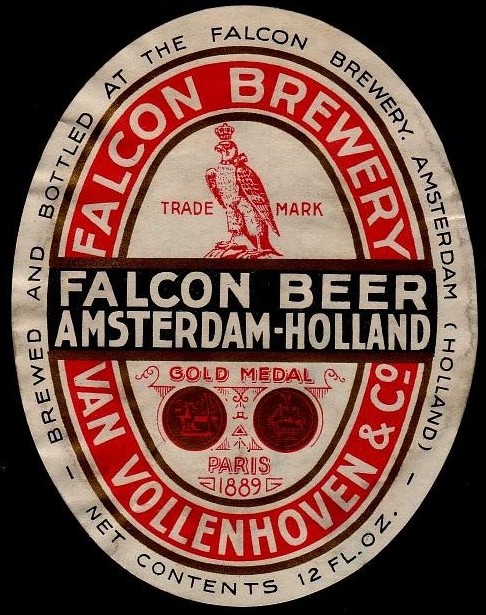 BREWED AND BOTTLED AT THE FALCON BREWERY. AMSTERDAM (HOLLAND)
FALCON BREWERY
TRADE MARK
FALCON BEER
AMSTERDAM-HOLLAND
GOLD MEDAL
PARIS
1889
VAN VOLLENHOVEN & Co
- NET CONTENTS 12 FL.OZ. -